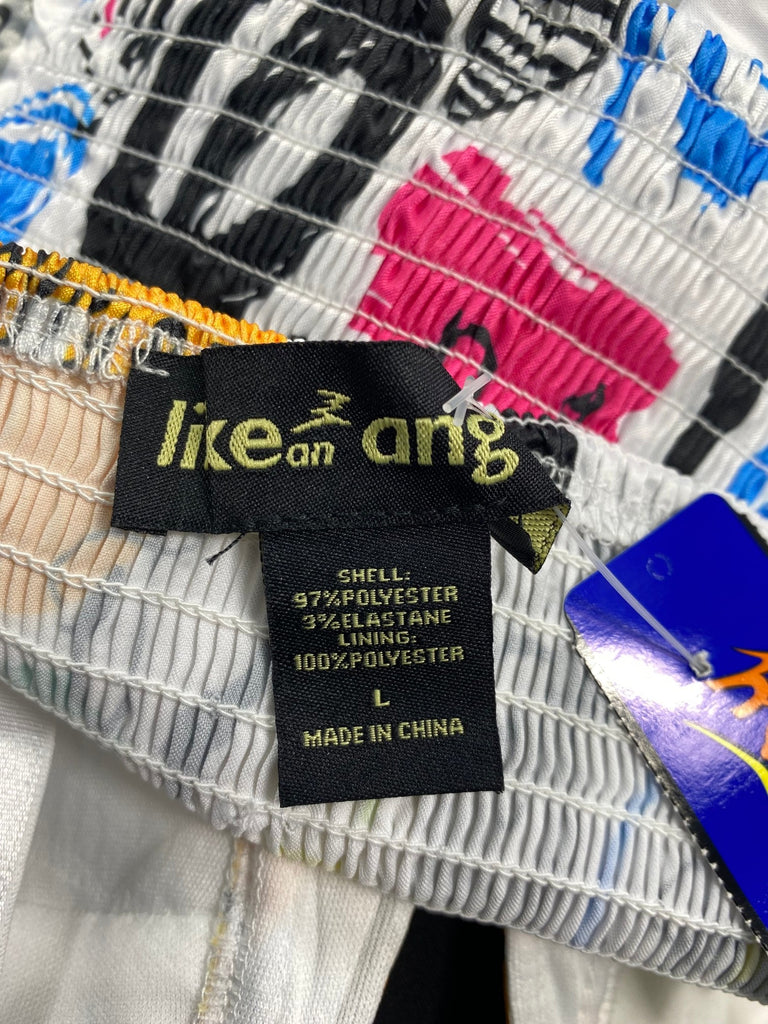 like an ang
SHELL:
97%POLYESTER
3%ELASTANE
LINING:
100%POLYESTER
L
MADE IN CHINA